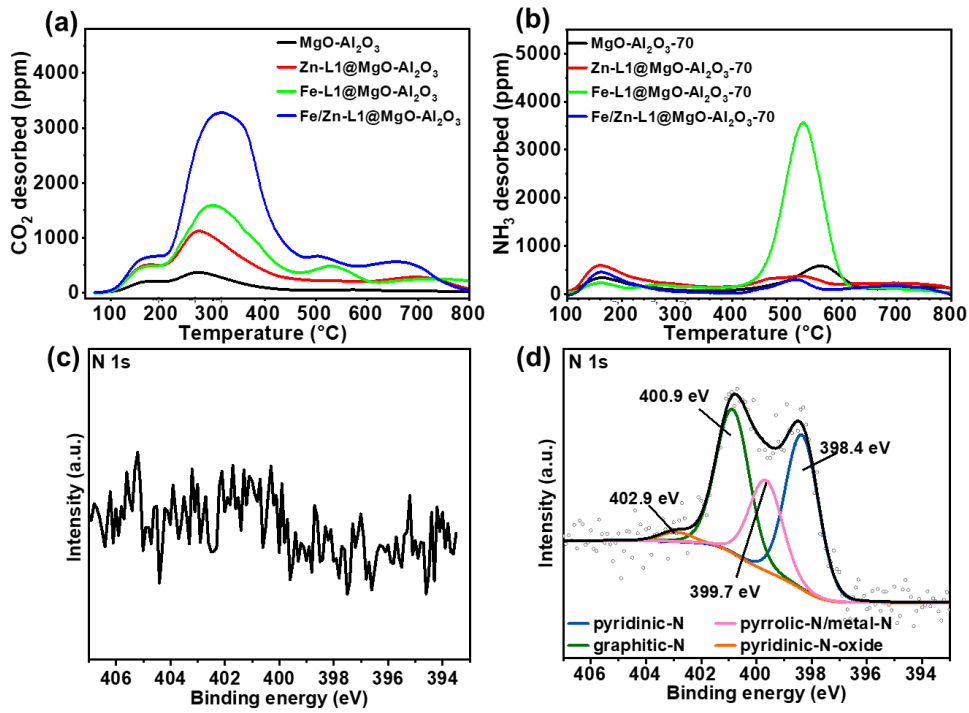 (a)
CO₂ desorbed (ppm)
4000
3000
2000
1000
0
MgO-Al₂O₃
Zn-L1@MgO-Al₂O₃
Fe-L1@MgO-Al₂O₃
Fe/Zn-L1@MgO-Al₂O₃
100 200 300 400 500 600 700 800
Temperature (°C)
(b)
NH₃ desorbed (ppm)
5000
4000
3000
2000
1000
0
MgO-Al₂O₃-70
Zn-L1@MgO-Al₂O₃-70
Fe-L1@MgO-Al₂O₃-70
Fe/Zn-L1@MgO-Al₂O₃-70
100 200 300 400 500 600 700 800
Temperature (°C)
(c)
N 1s
Intensity (a.u.)
406 404 402 400 398 396 394
Binding energy (eV)
(d)
N 1s
Intensity (a.u.)
400.9 eV
398.4 eV
402.9 eV
399.7 eV
pyridinic-N
pyrrolic-N/metal-N
graphitic-N
pyridinic-N-oxide
406 404 402 400 398 396 394
Binding energy (eV)